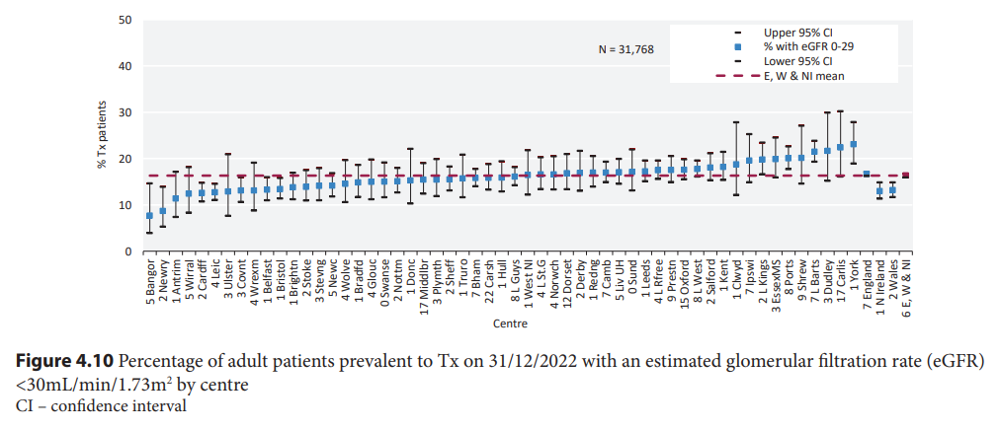 50
N = 31,768
Upper 95% CI
% with eGFR 0-29
Lower 95% CI
E, W & NI mean
40
30
20
10
0
% Tx patients
5 Bangor
2 Newry
1 Antrim
5 Wirral
2 Cardff
4 Leic
3 Ulster
3 Covnt
4 Wrexm
1 Belfast
1 Bristol
1 Brightn
2 Stoke
3 Stevng
5 Newc
4 Wolve
1 Bradfd
4 Glouc
0 Swanse
2 Nottm
1 Donc
17 Middlbr
3 Plymth
2 Sheff
1 Truro
7 Bham
22 Carsh
1 Hull
8 L Guys
1 West NI
4 L St.G
4 Norwch
12 Dorset
2 Derby
1 Redng
7 Camb
5 Liv UH
0 Sund
1 Leeds
4 L Rfree
9 Prestn
15 Oxford
8 L West
2 Salford
1 Kent
1 Clwyd
7 Ipswi
2 L Kings
3 EssexMS
8 Ports
9 Shrew
7 L Barts
3 Dudley
17 Carlis
1 York
7 England
1 N Ireland
2 Wales
6 E, W & NI
Centre
Figure 4.10 Percentage of adult patients prevalent to Tx on 31/12/2022 with an estimated glomerular filtration rate (eGFR)
<30mL/min/1.73m² by centre
CI – confidence interval